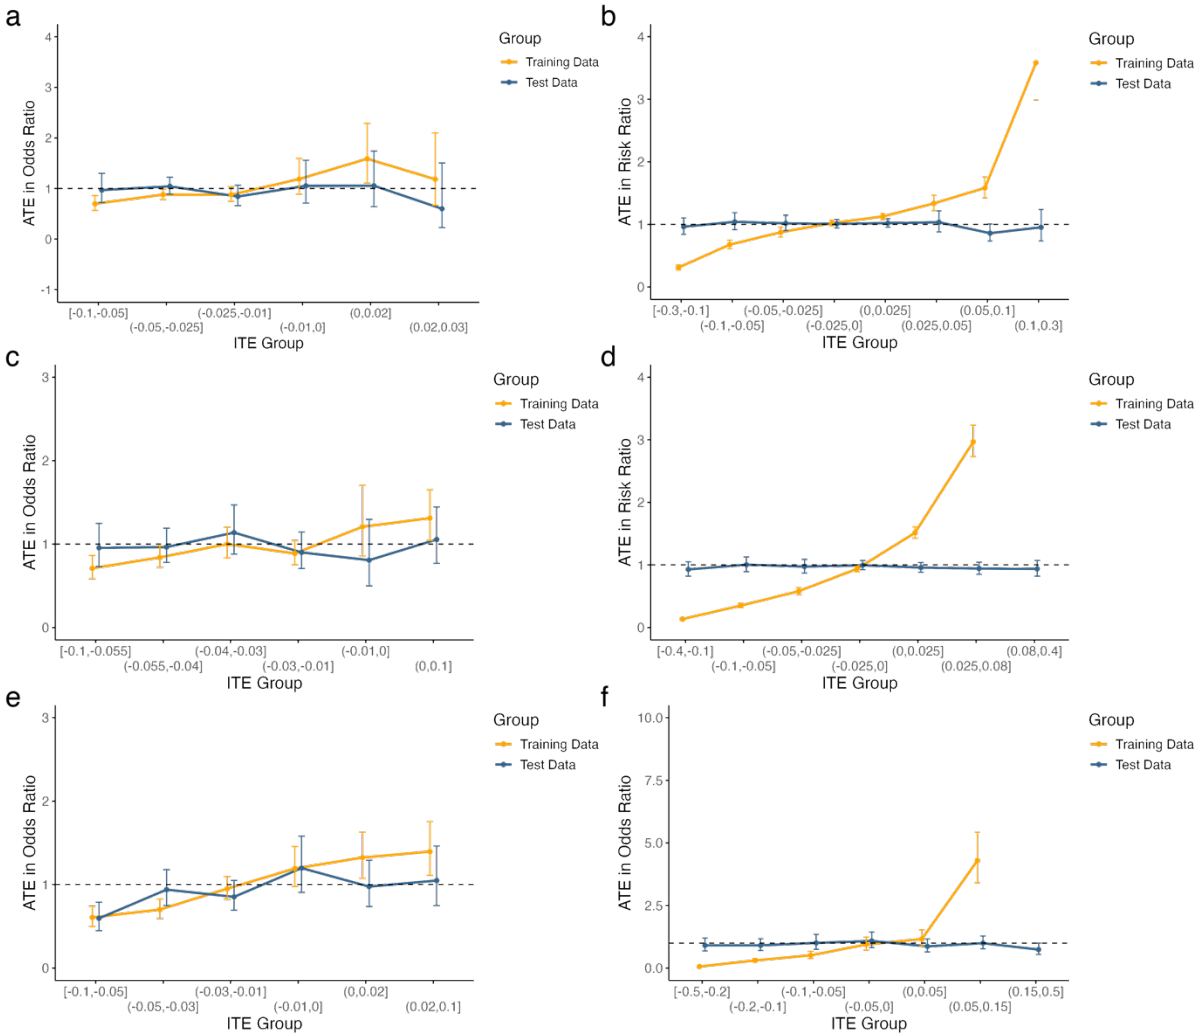 a
ATE in Odds Ratio
4
3
2
1
0
-1
[-0.1,-0.05]
(-0.05,-0.025]
(-0.025,-0.01]
(-0.01,0]
(0,0.02]
(0.02,0.03]
ITE Group
Group
Training Data
Test Data
b
ATE in Risk Ratio
4
3
2
1
0
[-0.3,-0.1]
(-0.1,-0.05]
(-0.05,-0.025]
(-0.025,0]
(0,0.025]
(0.025,0.05]
(0.05,0.1]
(0.1,0.3]
ITE Group
Group
Training Data
Test Data
c
ATE in Odds Ratio
3
2
1
0
[-0.1,-0.055]
(-0.055,-0.04]
(-0.04,-0.03]
(-0.03,-0.01]
(-0.01,0]
(0,0.1]
ITE Group
Group
Training Data
Test Data
d
ATE in Risk Ratio
4
3
2
1
0
[-0.4,-0.1]
(-0.1,-0.05]
(-0.05,-0.025]
(-0.025,0]
(0,0.025]
(0.025,0.08]
(0.08,0.4]
ITE Group
Group
Training Data
Test Data
e
ATE in Odds Ratio
3
2
1
0
[-0.1,-0.05]
(-0.05,-0.03]
(-0.03,-0.01]
(-0.01,0]
(0,0.02]
(0.02,0.1]
ITE Group
Group
Training Data
Test Data
f
ATE in Odds Ratio
10.0
7.5
5.0
2.5
0.0
[-0.5,-0.2]
(-0.2,-0.1]
(-0.1,-0.05]
(-0.05,0]
(0,0.05]
(0.05,0.15]
(0.15,0.5]
ITE Group
Group
Training Data
Test Data